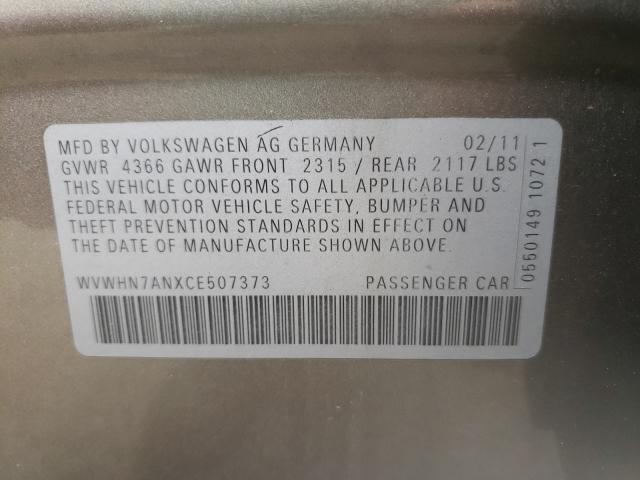 MFD BY VOLKSWAGEN AG GERMANY 02/11
GVWR 4366 GAWR FRONT 2315 / REAR 2117 LBS
THIS VEHICLE CONFORMS TO ALL APPLICABLE U.S.
FEDERAL MOTOR VEHICLE SAFETY, BUMPER AND
THEFT PREVENTION STANDARDS IN EFFECT ON
THE DATE OF MANUFACTURE SHOWN ABOVE.
WVWHN7ANXCE507373 PASSENGER CAR
0550149 1072 1